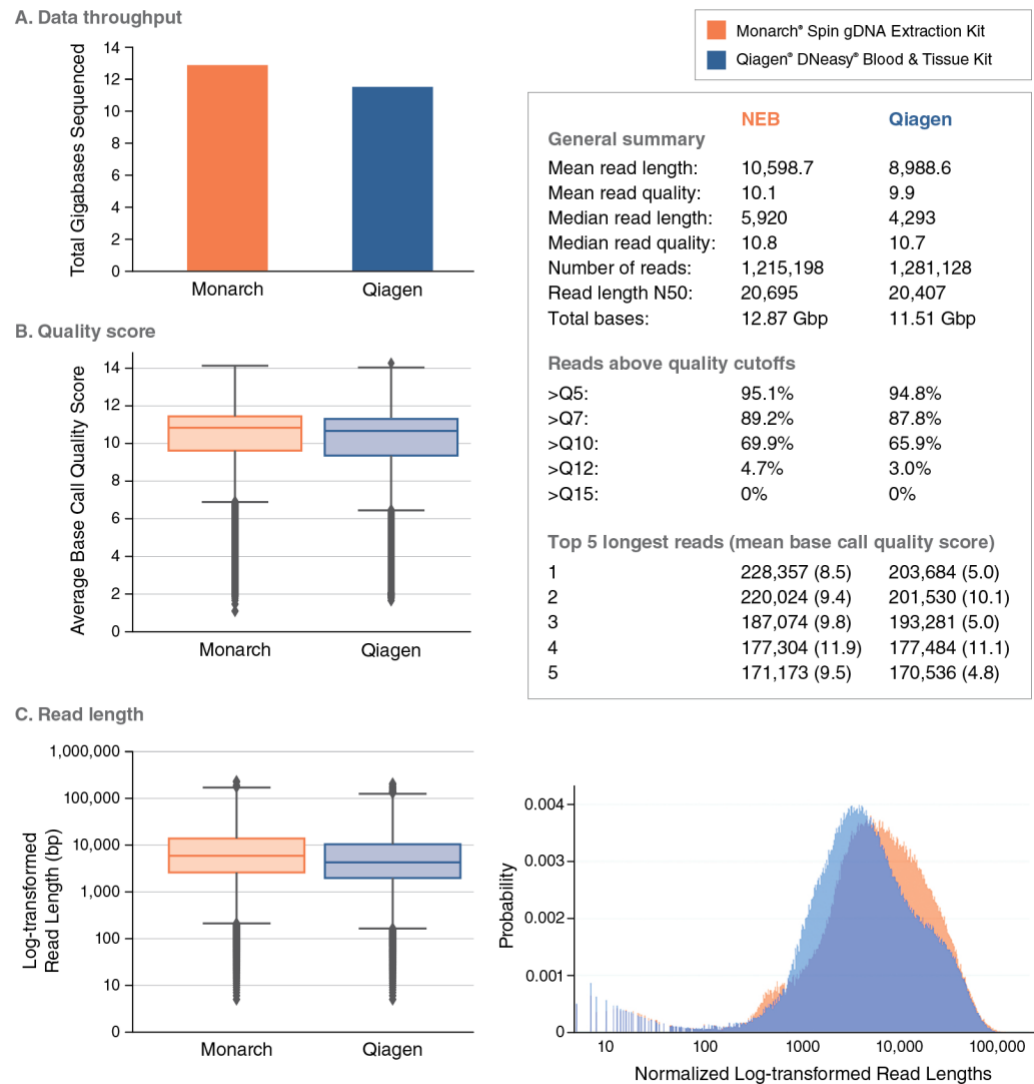 A. Data throughput
Total Gigabases Sequenced
14
12
10
8
6
4
2
0
Monarch Qiagen
Monarch® Spin gDNA Extraction Kit
Qiagen® DNeasy® Blood & Tissue Kit
NEB Qiagen
General summary
Mean read length: 10,598.7 8,988.6
Mean read quality: 10.1 9.9
Median read length: 5,920 4,293
Median read quality: 10.8 10.7
Number of reads: 1,215,198 1,281,128
Read length N50: 20,695 20,407
Total bases: 12.87 Gbp 11.51 Gbp
Reads above quality cutoffs
>Q5: 95.1% 94.8%
>Q7: 89.2% 87.8%
>Q10: 69.9% 65.9%
>Q12: 4.7% 3.0%
>Q15: 0% 0%
Top 5 longest reads (mean base call quality score)
1 228,357 (8.5) 203,684 (5.0)
2 220,024 (9.4) 201,530 (10.1)
3 187,074 (9.8) 193,281 (5.0)
4 177,304 (11.9) 177,484 (11.1)
5 171,173 (9.5) 170,536 (4.8)
B. Quality score
Average Base Call Quality Score
14
12
10
8
6
4
2
0
Monarch Qiagen
C. Read length
Log-transformed
Read Length (bp)
1,000,000
100,000
10,000
1,000
100
10
0
Monarch Qiagen
Probability
0.004
0.003
0.002
0.001
0
10 100 1000 10,000 100,000
Normalized Log-transformed Read Lengths